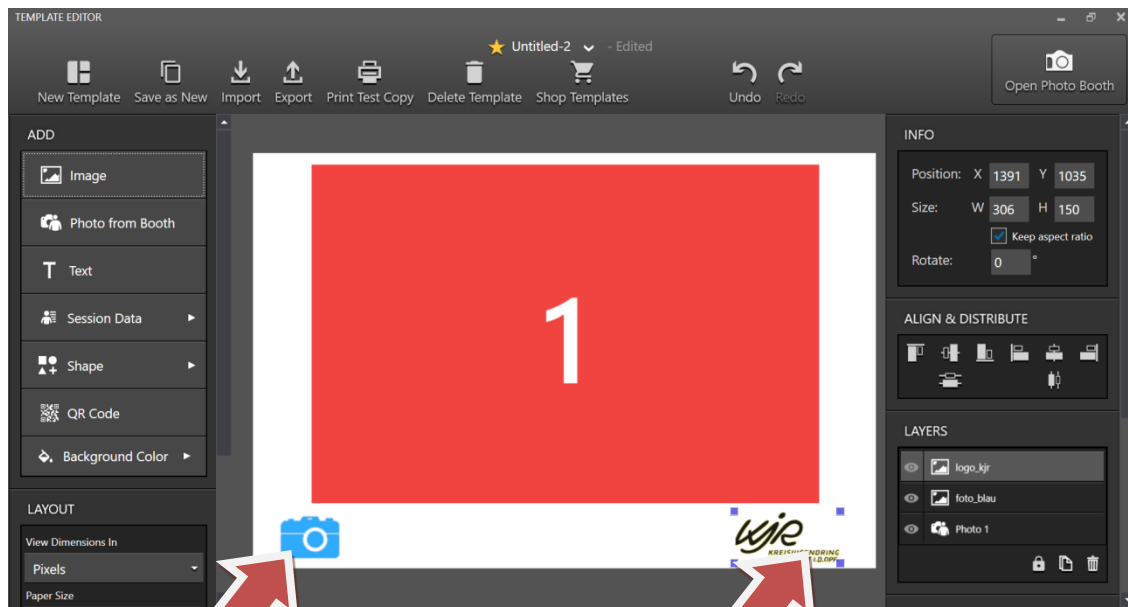 TEMPLATE EDITOR
Untitled-2 - Edited
New Template Save as New Import Export Print Test Copy Delete Template Shop Templates Undo Redo
Open Photo Booth
ADD
Image
Photo from Booth
T Text
Session Data
Shape
QR Code
Background Color
LAYOUT
View Dimensions In
Pixels
Paper Size
1
KJR
INFO
Position: X 1391 Y 1035
Size: W 306 H 150
Keep aspect ratio
Rotate: 0 °
ALIGN & DISTRIBUTE
LAYERS
logo_kjr
foto_blau
Photo 1